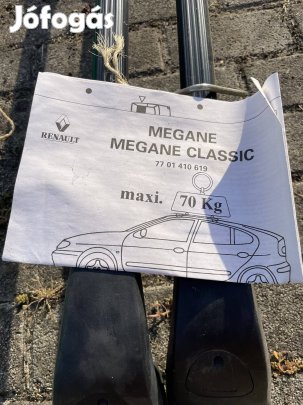 Jófogás
RENAULT
MEGANE
MEGANE CLASSIC
77 01 410 619
maxi. 70 Kg